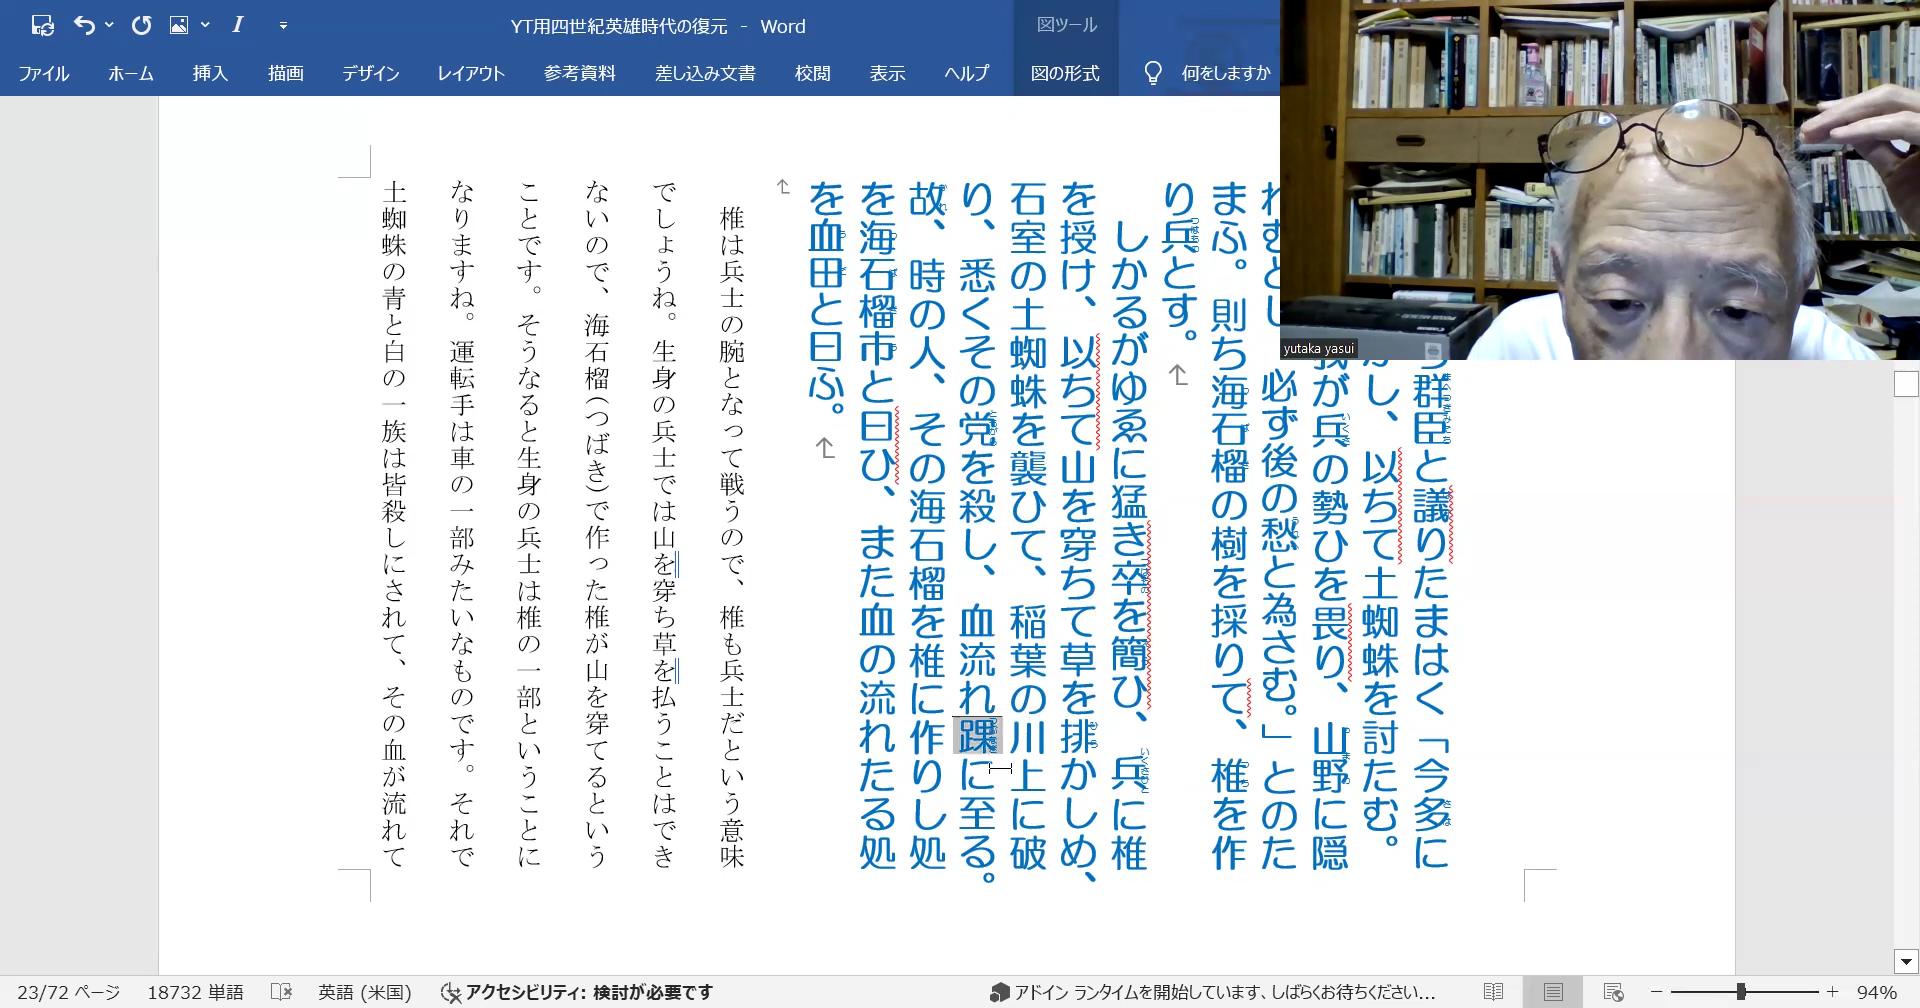 YT用四世紀英雄時代の復元 - Word
図ツール
ファイル ホーム 挿入 描画 デザイン レイアウト 参考資料 差し込み文書 校閲 表示 ヘルプ 図の形式 何をしますか
yutaka yasui
群臣と議りたまはく「今多に
し、以ちて土蜘蛛を討たむ。
が兵の勢ひを畏り、山野に隠
れむとし
必ず後の愁と為さむ。」とのた
まふ。則ち海石榴の樹を採りて、椎を作
り兵とす。
しかるがゆゑに猛き卒を簡ひ、兵に椎
を授け、以ちて山を穿ちて草を排かしめ、
石室の土蜘蛛を襲ひて、稲葉の川上に破
り、悉くその党を殺し、血流れ踝に至る。
故、時の人、その海石榴を椎に作りし処
を海石榴市と曰ひ、また血の流れたる処
を血田と曰ふ。
椎は兵士の腕となって戦うので、椎も兵士だという意味
でしょうね。生身の兵士では山を穿ち草を払うことはでき
ないので、海石榴(つばき)で作った椎が山を穿てるという
ことです。そうなると生身の兵士は椎の一部ということに
なりますね。運転手は車の一部みたいなものです。それで
土蜘蛛の青と白の一族は皆殺しにされて、その血が流れて
23/72 ページ 18732 単語 英語 (米国) アクセシビリティ: 検討が必要です アドイン ランタイムを開始しています、しばらくお待ちください... 94%